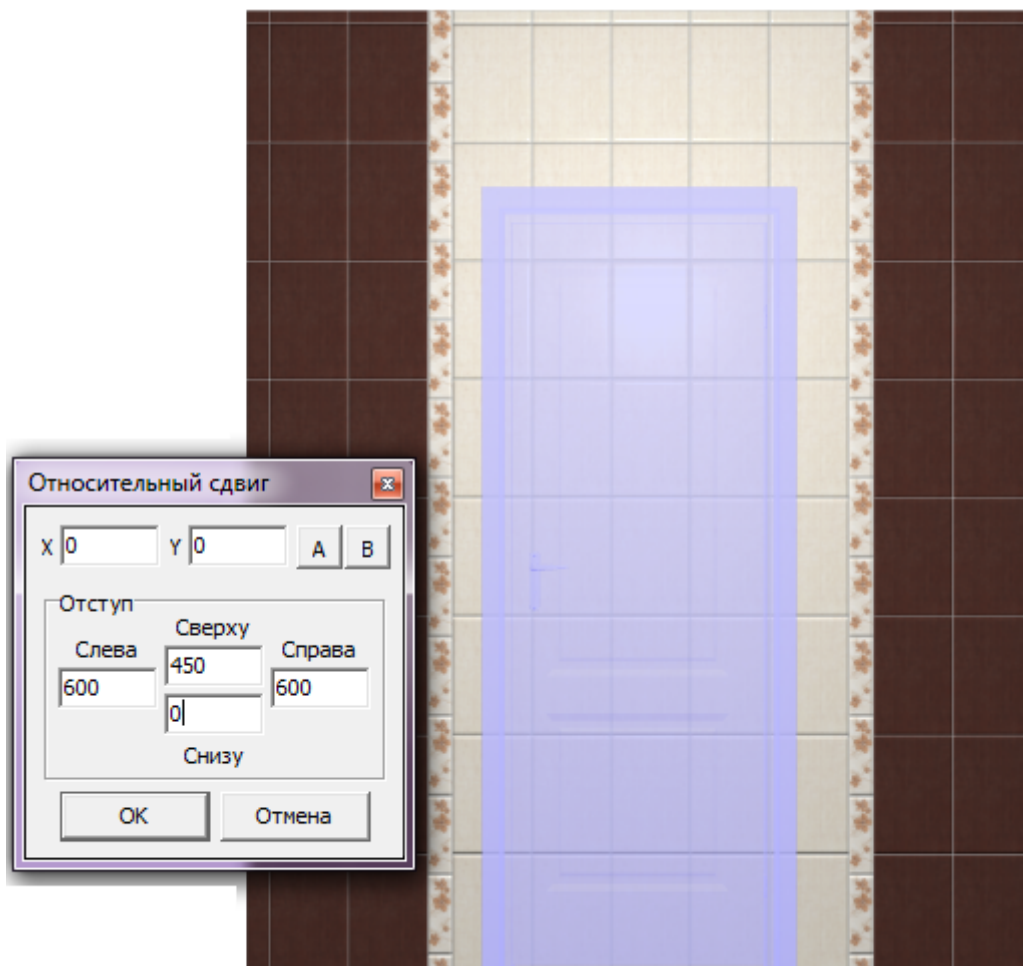 Относительный сдвиг
X 0 Y 0 A B
Отступ
Сверху
Слева Справа
450
600 600
0
Снизу
OK Отмена